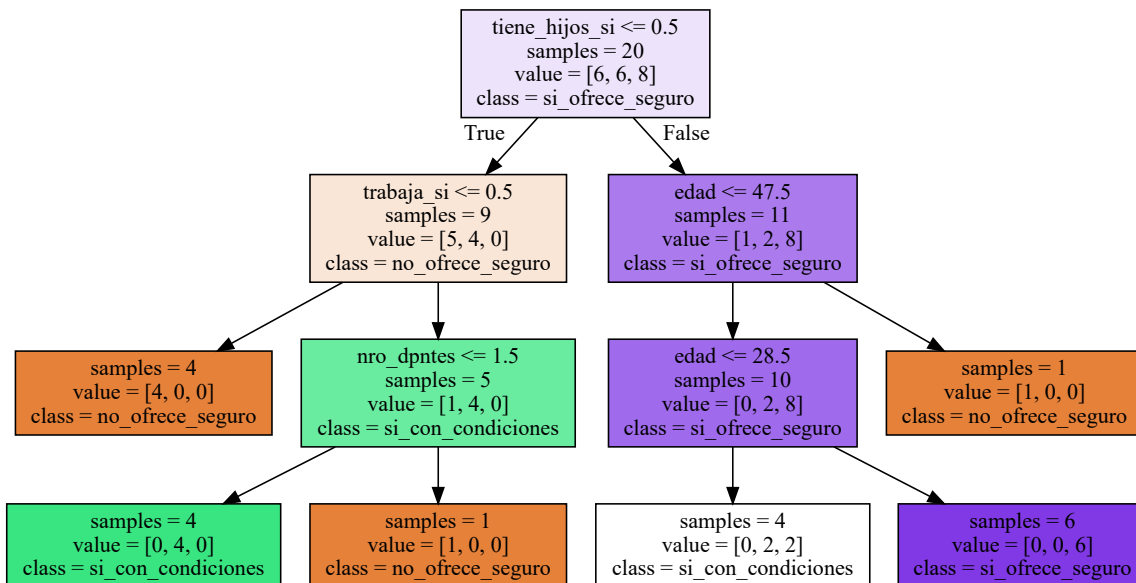 tiene_hijos_si <= 0.5
samples = 20
value = [6, 6, 8]
class = si_ofrece_seguro
True
False
trabaja_si <= 0.5
samples = 9
value = [5, 4, 0]
class = no_ofrece_seguro
edad <= 47.5
samples = 11
value = [1, 2, 8]
class = si_ofrece_seguro
samples = 4
value = [4, 0, 0]
class = no_ofrece_seguro
nro_dpntes <= 1.5
samples = 5
value = [1, 4, 0]
class = si_con_condiciones
edad <= 28.5
samples = 10
value = [0, 2, 8]
class = si_ofrece_seguro
samples = 1
value = [1, 0, 0]
class = no_ofrece_seguro
samples = 4
value = [0, 4, 0]
class = si_con_condiciones
samples = 1
value = [1, 0, 0]
class = no_ofrece_seguro
samples = 4
value = [0, 2, 2]
class = si_con_condiciones
samples = 6
value = [0, 0, 6]
class = si_ofrece_seguro